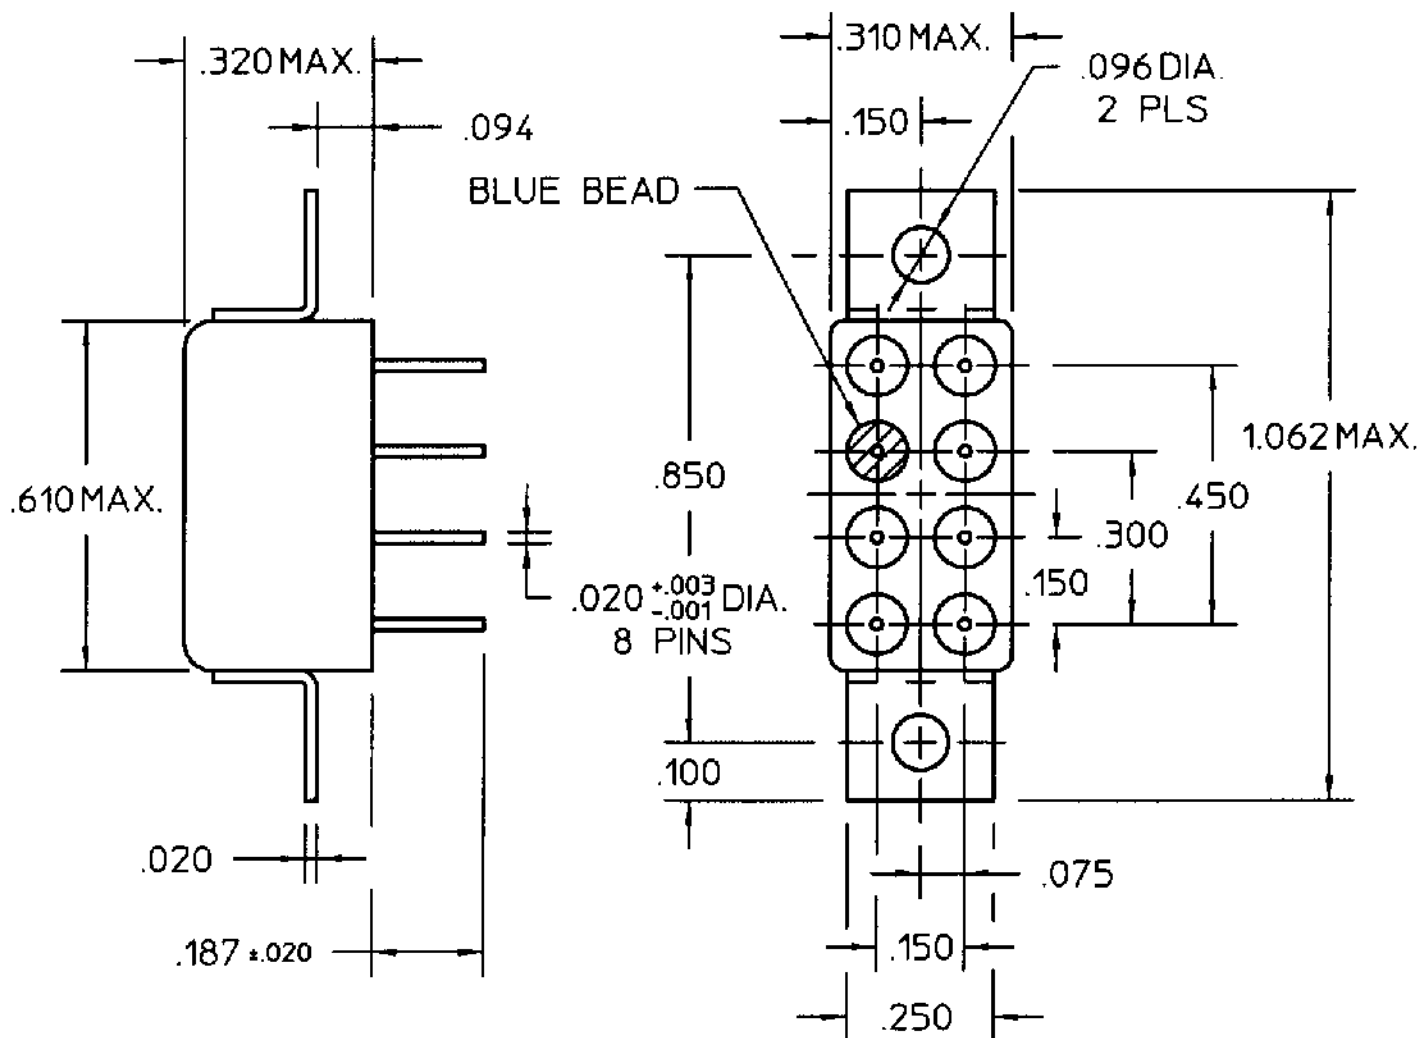 .310 MAX.
.320 MAX.
.096 DIA.
2 PLS
.150
.094
BLUE BEAD
1.062 MAX.
.850
.610 MAX.
.450
.300
.150
.020 +.003 -.001 DIA.
8 PINS
.100
.020
.075
.187 ±.020
.150
.250